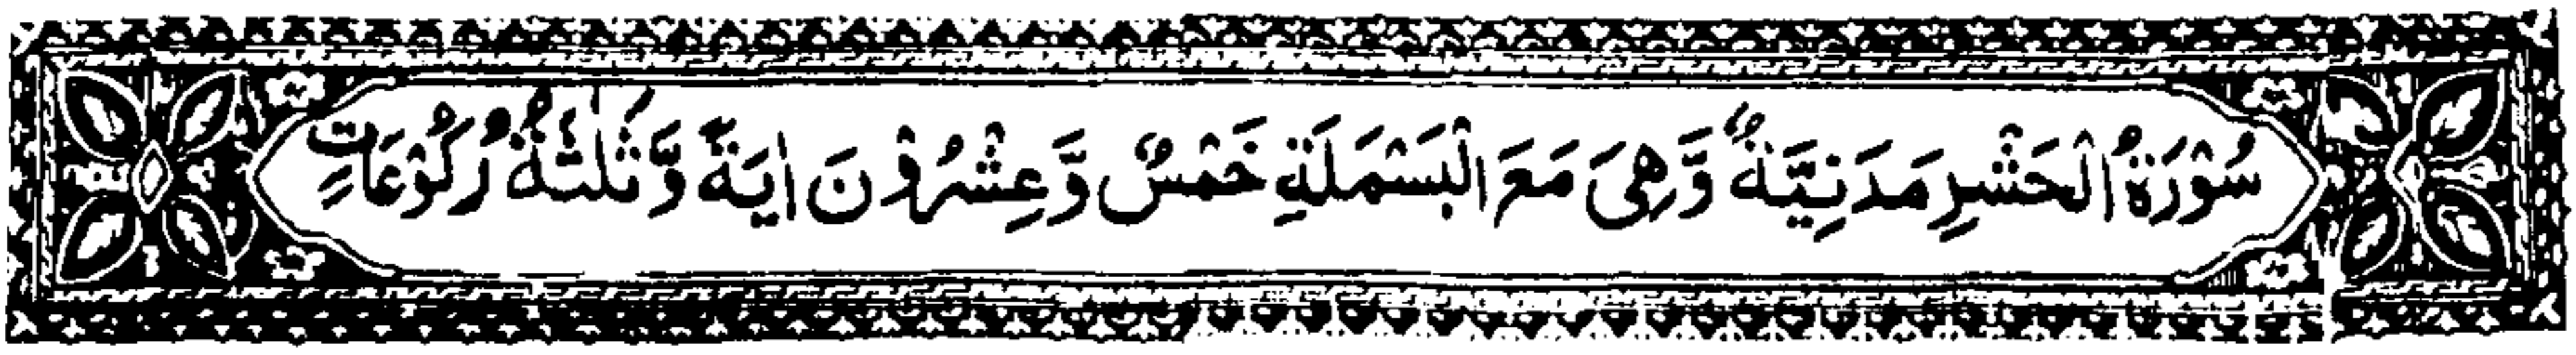 سُوْرَةُ الْحَشْرِ مَدَنِيَّةٌ وَّهِىَ مَعَ الْبَسْمَلَةِ خَمْسٌ وَّعِشْرُوْنَ اٰيَةً وَّثَلٰثَةُ رُكُوْعَاتٍ